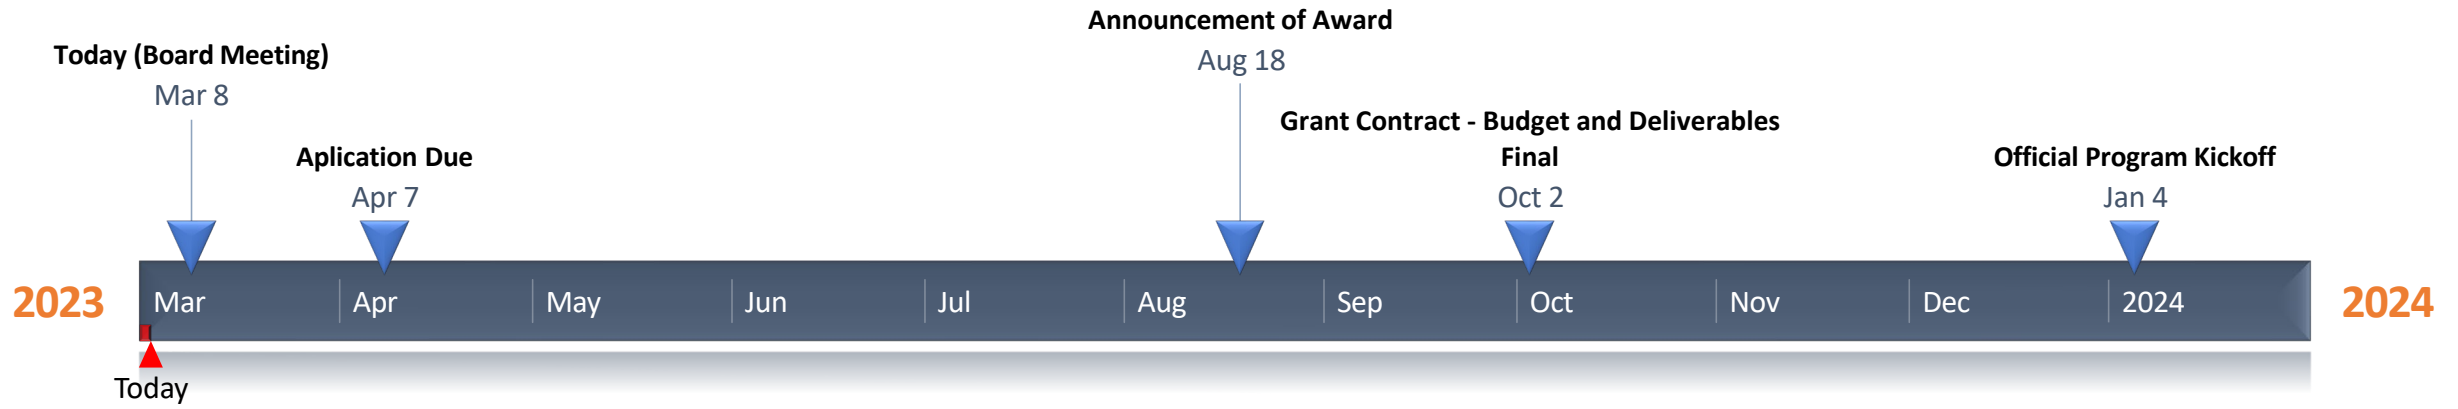 Announcement of Award
Aug 18
Today (Board Meeting)
Mar 8
Grant Contract - Budget and Deliverables
Final
Oct 2
Aplication Due
Apr 7
Official Program Kickoff
Jan 4
2023
Mar
Apr
May
Jun
Jul
Aug
Sep
Oct
Nov
Dec
2024
2024
Today